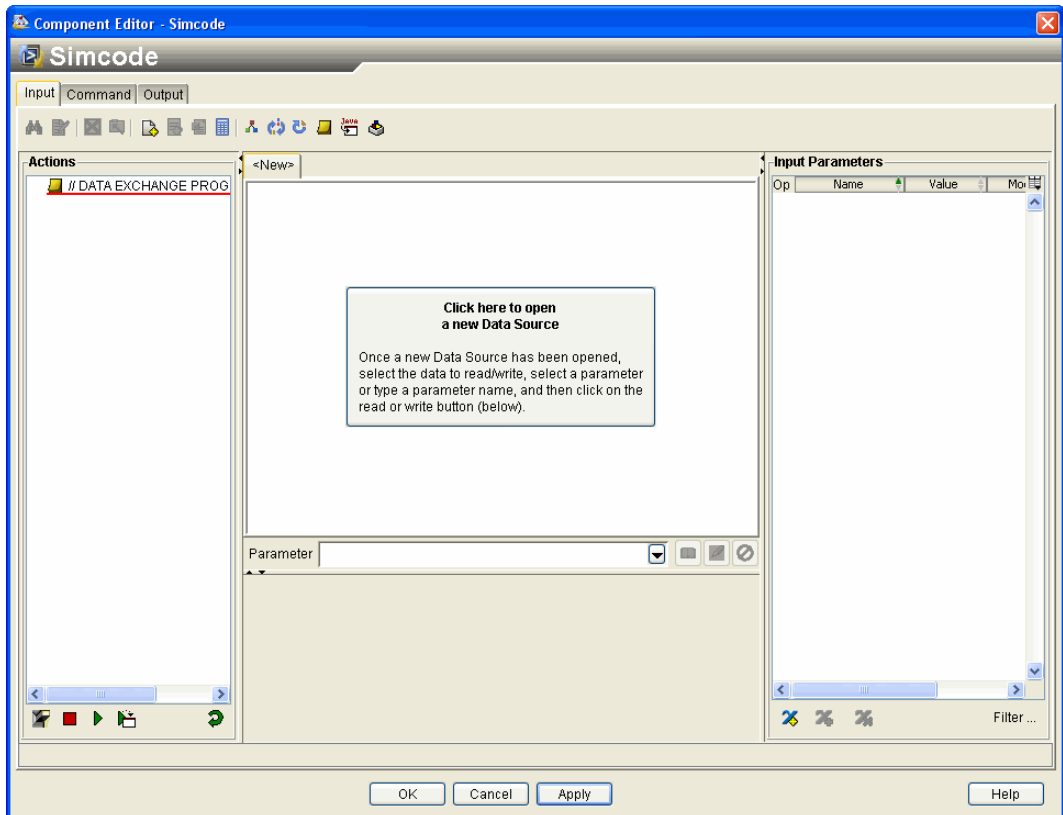 Component Editor - Simcode
Simcode
Input Command Output
Java
Actions
// DATA EXCHANGE PROG
<New>
Click here to open
a new Data Source
Once a new Data Source has been opened,
select the data to read/write, select a parameter
or type a parameter name, and then click on the
read or write button (below).
Parameter
Input Parameters
Op Name Value Mo
Filter ...
OK Cancel Apply Help